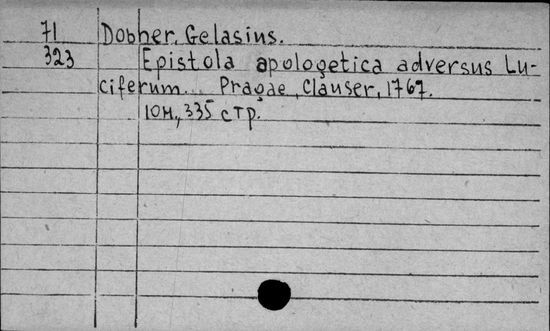 71 Dobner, Gelasius.
323 Epistola apologetica adversus Lu-
ciferum... Pragae, Clauser, 1767.
10н., 335 стр.